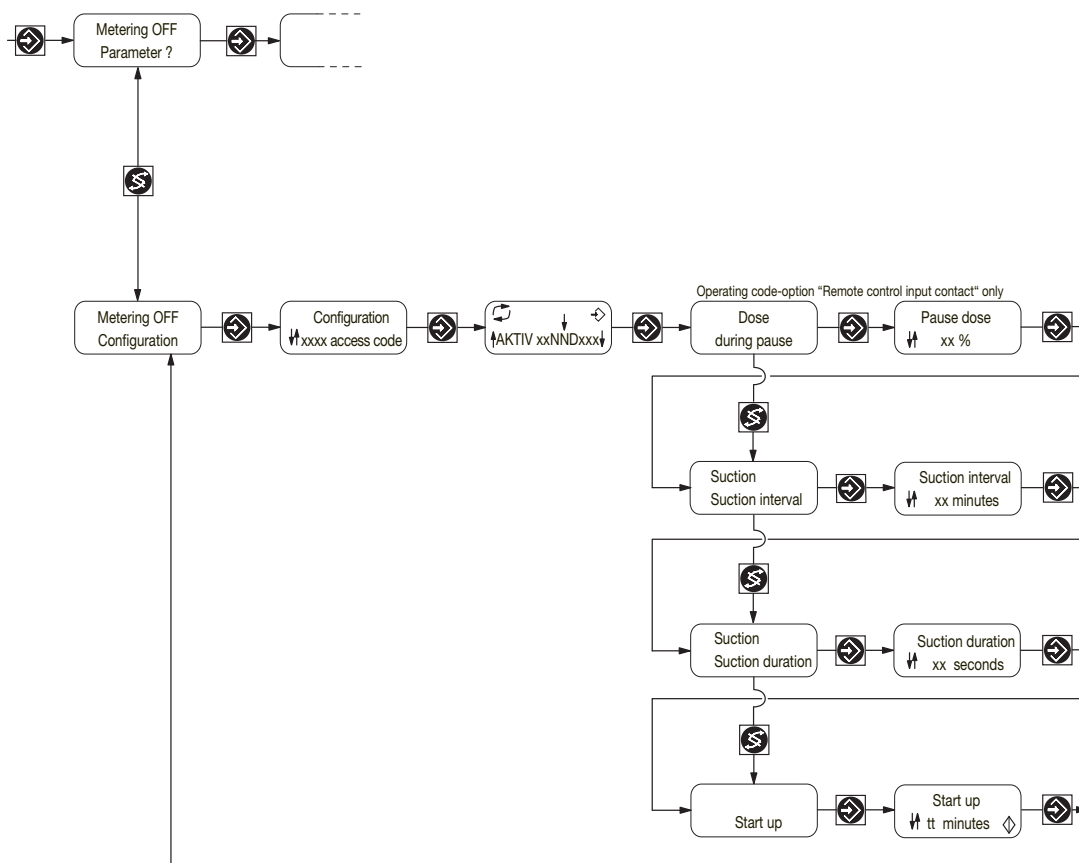 Metering OFF
Parameter ?
Metering OFF
Configuration
Configuration
xxxx access code
AKTIV xxNNDxxx
Operating code-option "Remote control input contact“ only
Dose
during pause
Pause dose
xx %
Suction
Suction interval
Suction interval
xx minutes
Suction
Suction duration
Suction duration
xx seconds
Start up
Start up
tt minutes